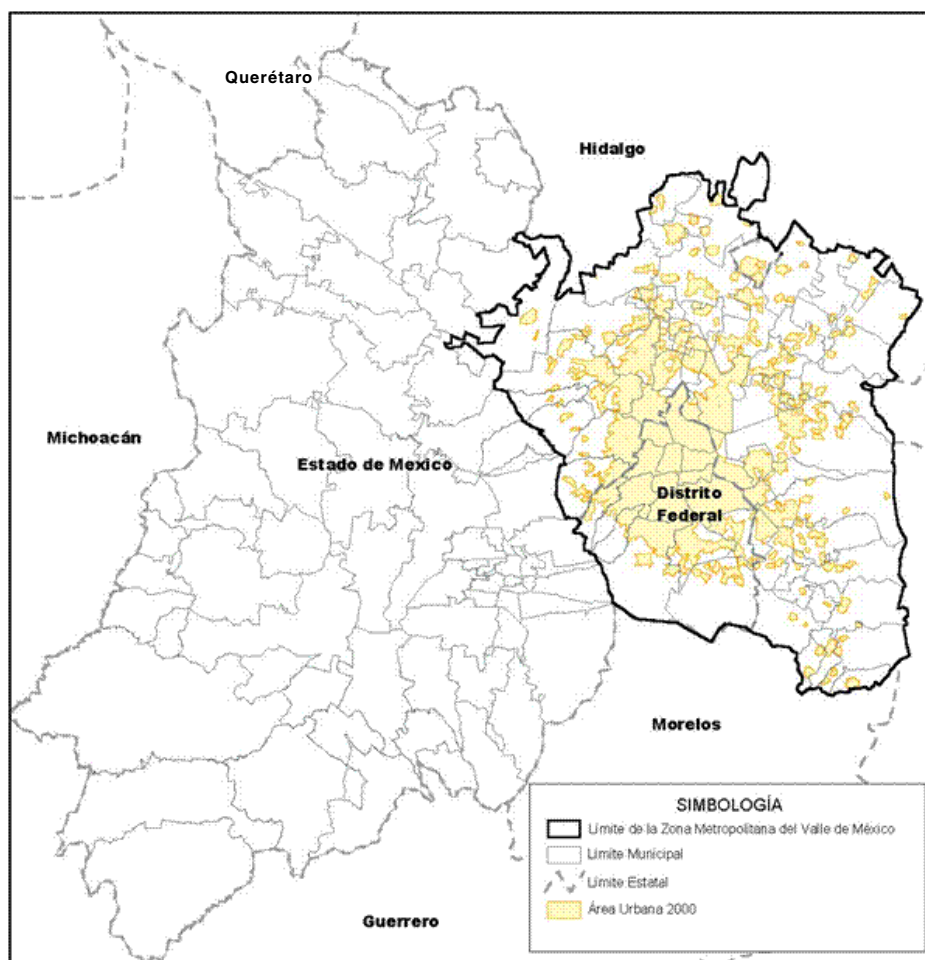 Querétaro
Hidalgo
Michoacán
Estado de Mexico
Distrito
Federal
Morelos
Guerrero
SIMBOLOGÍA
Límite de la Zona Metropolitana del Valle de México
Límite Municipal
Límite Estatal
Área Urbana 2000